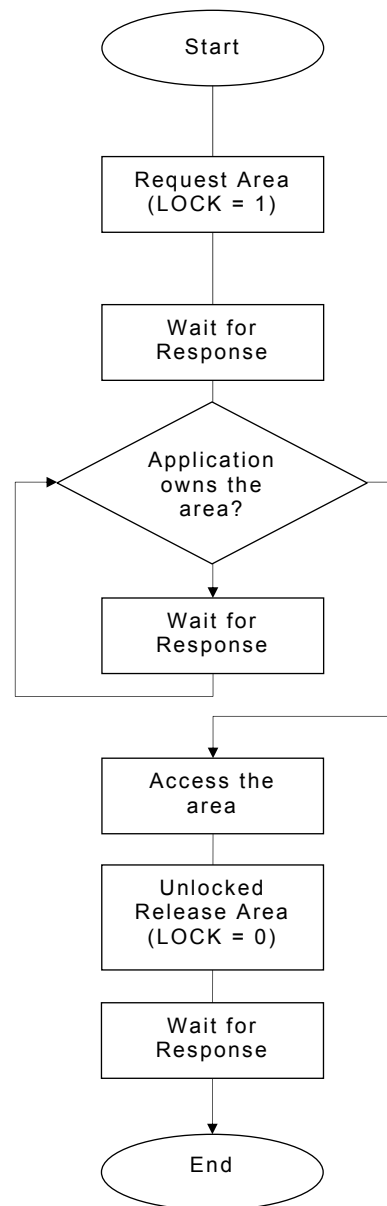 Start
Request Area
(LOCK = 1)
Wait for
Response
Application
owns the
area?
Wait for
Response
Access the
area
Unlocked
Release Area
(LOCK = 0)
Wait for
Response
End